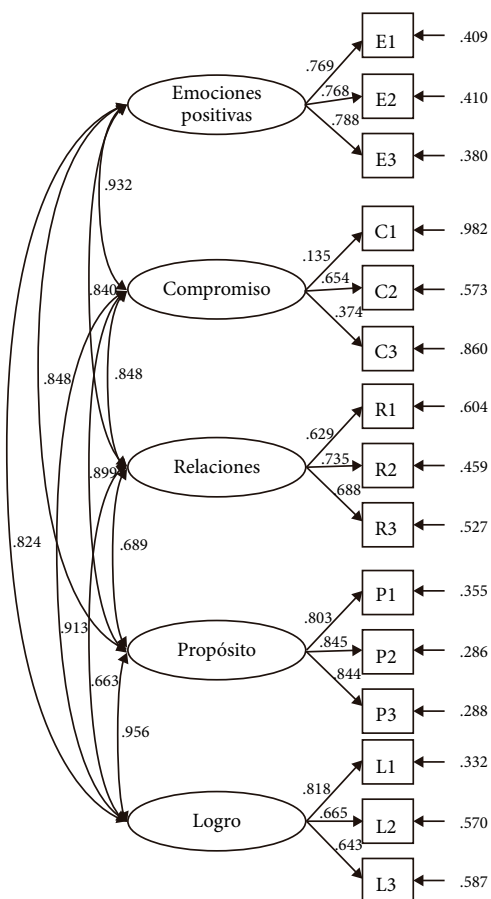 E1
.409
.769
Emociones
positivas
.768
E2
.410
.788
E3
.380
.932
C1
.982
.135
Compromiso
.654
C2
.573
.840
.374
C3
.860
.848
.848
R1
.604
.629
Relaciones
.735
R2
.459
.899
.688
R3
.527
.824
.689
P1
.355
.803
.913
Propósito
.845
P2
.286
.663
.844
P3
.288
.956
L1
.332
.818
Logro
.665
L2
.570
.643
L3
.587